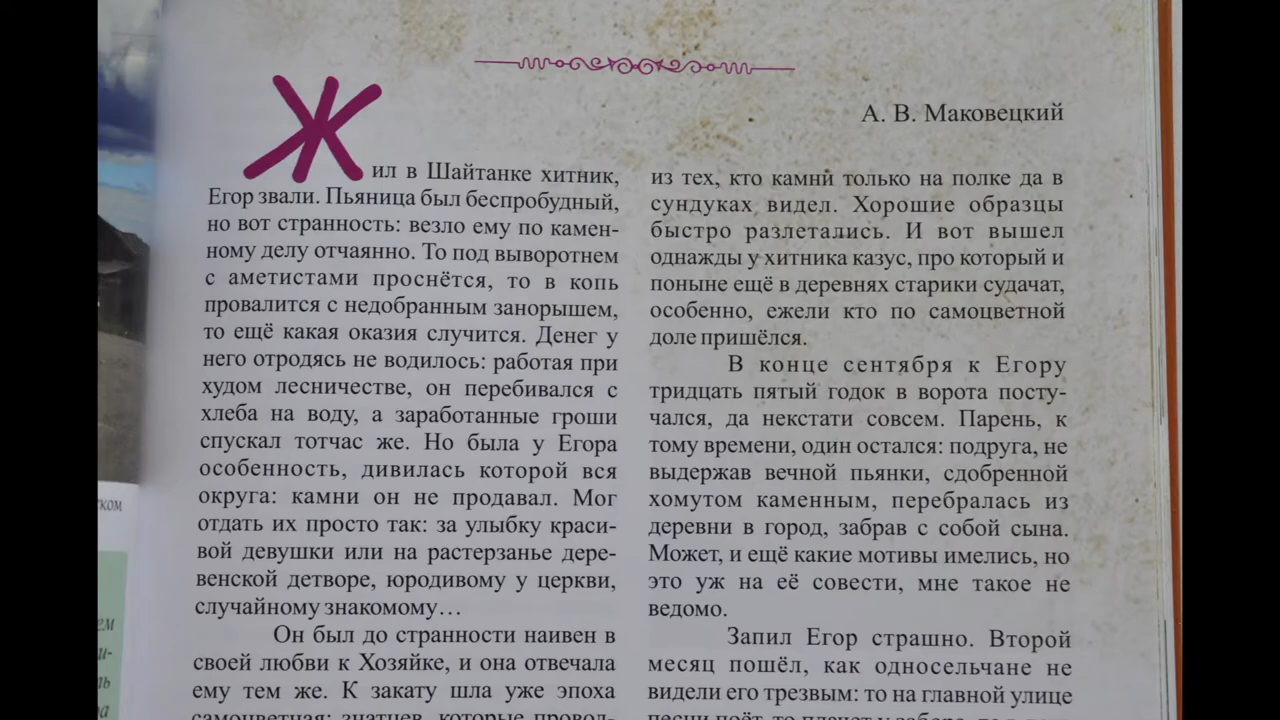 А. В. Маковецкий
Жил в Шайтанке хитник,
Егор звали. Пьяница был беспробудный,
но вот странность: везло ему по камен-
ному делу отчаянно. То под выворотнем
с аметистами проснётся, то в копь
провалится с недобранным занорышем,
то ещё какая оказия случится. Денег у
него отродясь не водилось: работая при
худом лесничестве, он перебивался с
хлеба на воду, а заработанные гроши
спускал тотчас же. Но была у Егора
особенность, дивилась которой вся
округа: камни он не продавал. Мог
отдать их просто так: за улыбку краси-
вой девушки или на растерзанье дере-
венской детворе, юродивому у церкви,
случайному знакомому…
Он был до странности наивен в
своей любви к Хозяйке, и она отвечала
ему тем же. К закату шла уже эпоха
самоцветная: знатцев, которые провод-
из тех, кто камни только на полке да в
сундуках видел. Хорошие образцы
быстро разлетались. И вот вышел
однажды у хитника казус, про который и
поныне ещё в деревнях старики судачат,
особенно, ежели кто по самоцветной
доле пришёлся.
В конце сентября к Егору
тридцать пятый годок в ворота посту-
чался, да некстати совсем. Парень, к
тому времени, один остался: подруга, не
выдержав вечной пьянки, сдобренной
хомутом каменным, перебралась из
деревни в город, забрав с собой сына.
Может, и ещё какие мотивы имелись, но
это уж на её совести, мне такое не
ведомо.
Запил Егор страшно. Второй
месяц пошёл, как односельчане не
видели его трезвым: то на главной улице
песни поёт, то плачет у забора,